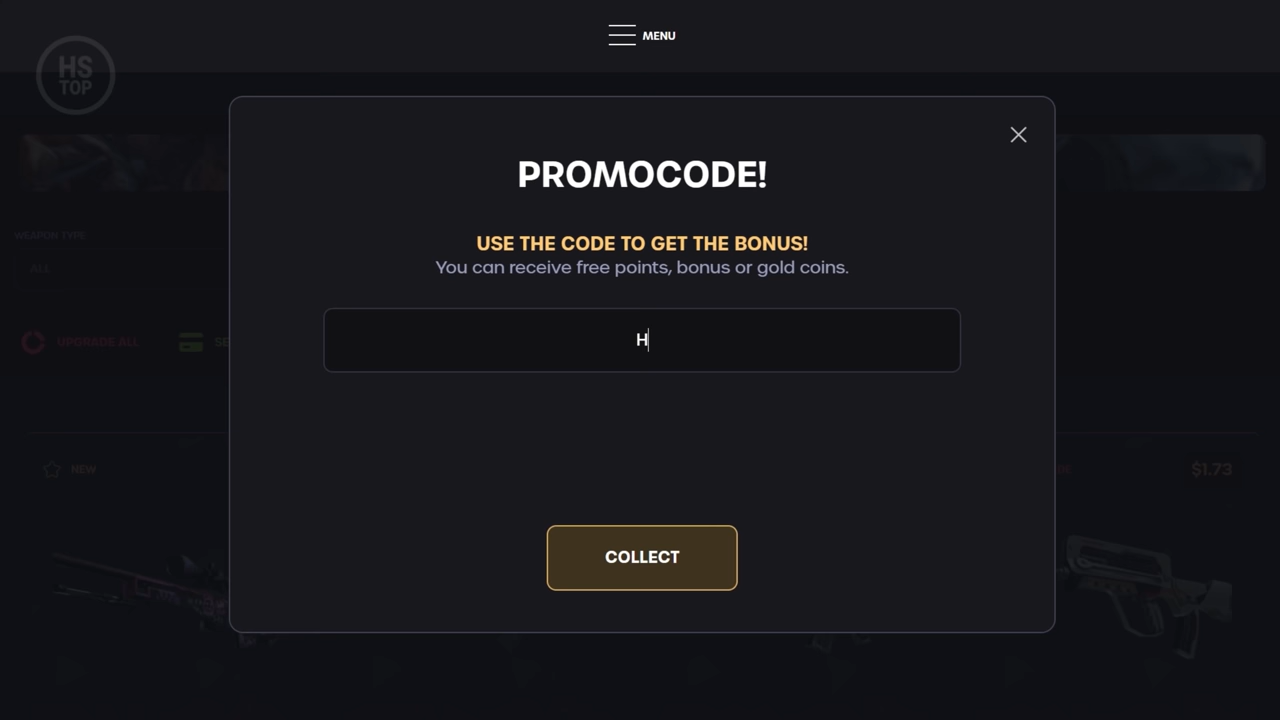 MENU
HS
TOP
PROMOCODE!
USE THE CODE TO GET THE BONUS!
You can receive free points, bonus or gold coins.
WEAPON TYPE
ALL
H
UPGRADE ALL
SE
NEW
$1.73
COLLECT